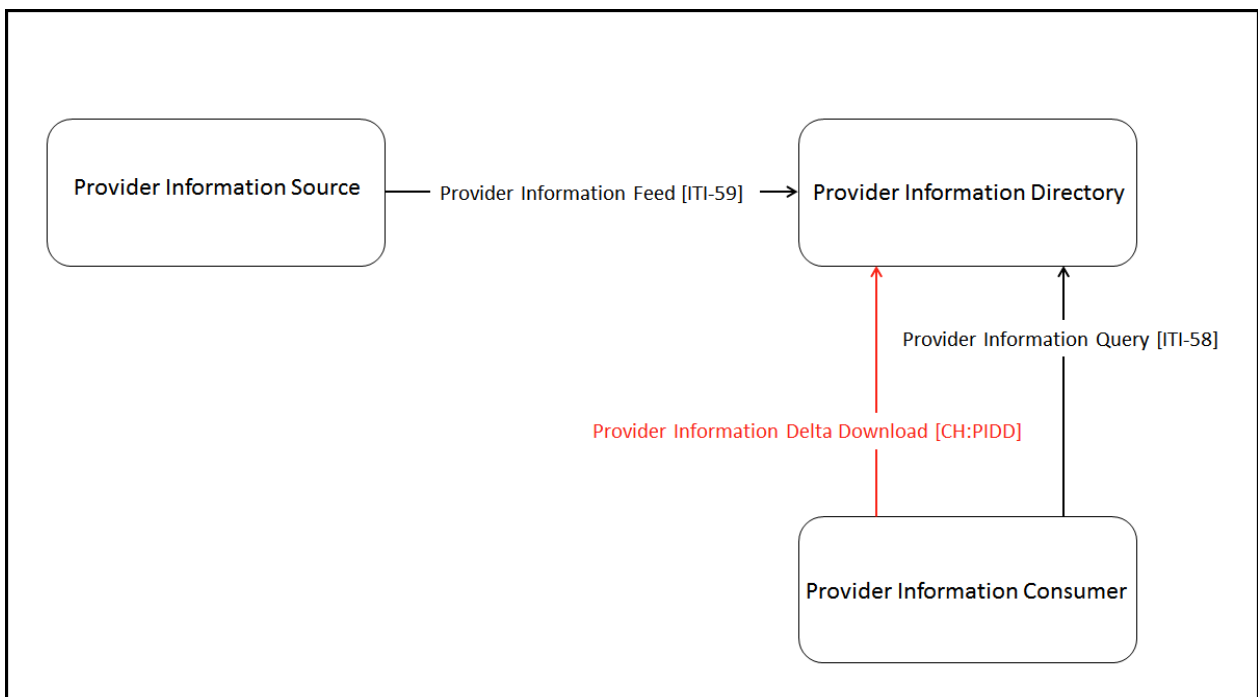 Provider Information Source
Provider Information Feed [ITI-59]
Provider Information Directory
Provider Information Query [ITI-58]
Provider Information Delta Download [CH:PIDD]
Provider Information Consumer